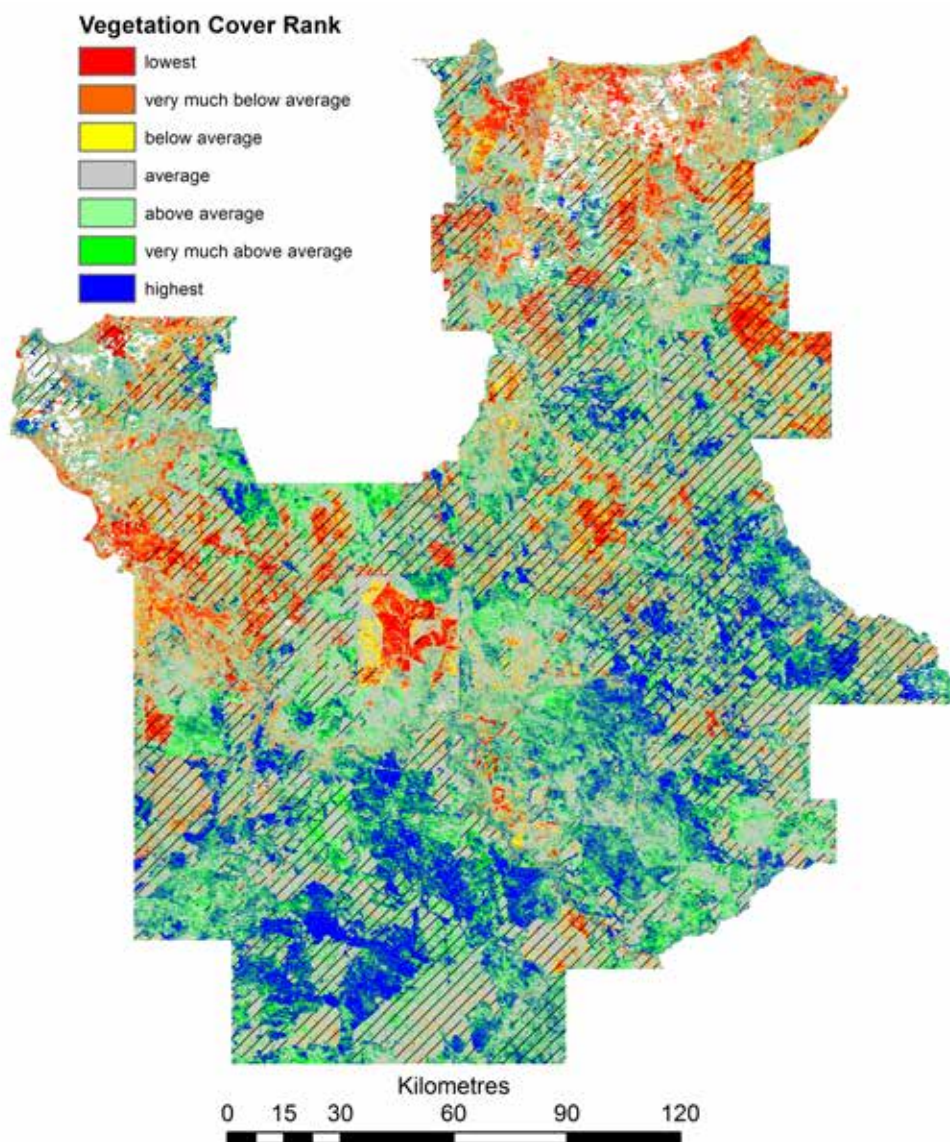 Vegetation Cover Rank
lowest
very much below average
below average
average
above average
very much above average
highest
Kilometres
0 15 30 60 90 120